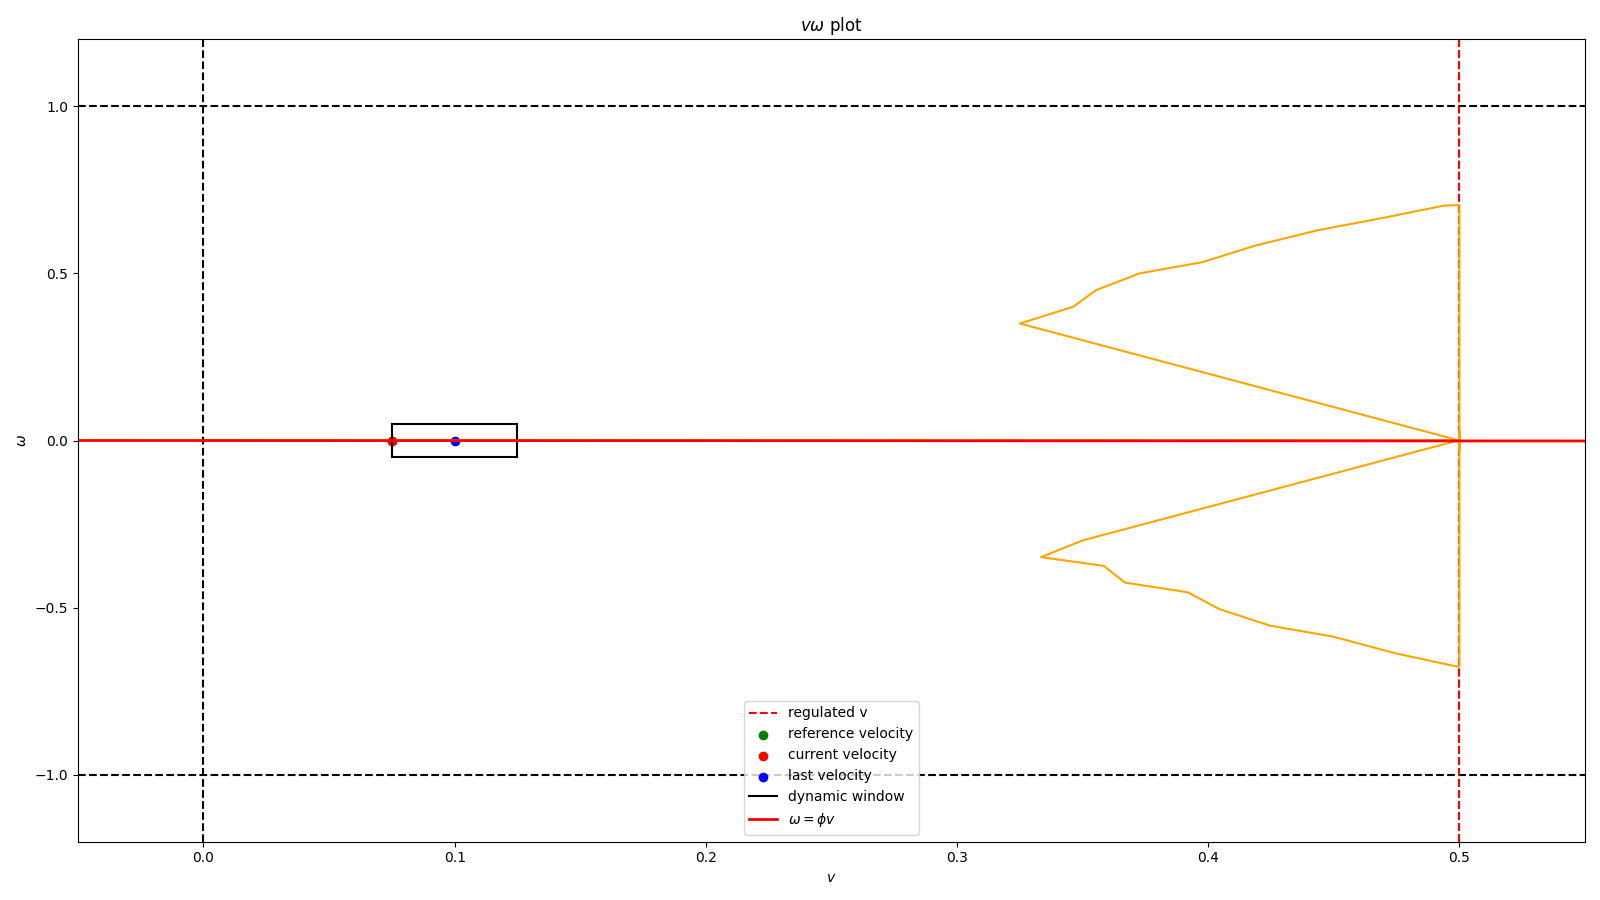 vω plot
1.0
0.5
0.0
−0.5
−1.0
ω
regulated v
reference velocity
current velocity
last velocity
dynamic window
ω = ϕv
0.0 0.1 0.2 0.3 0.4 0.5
v